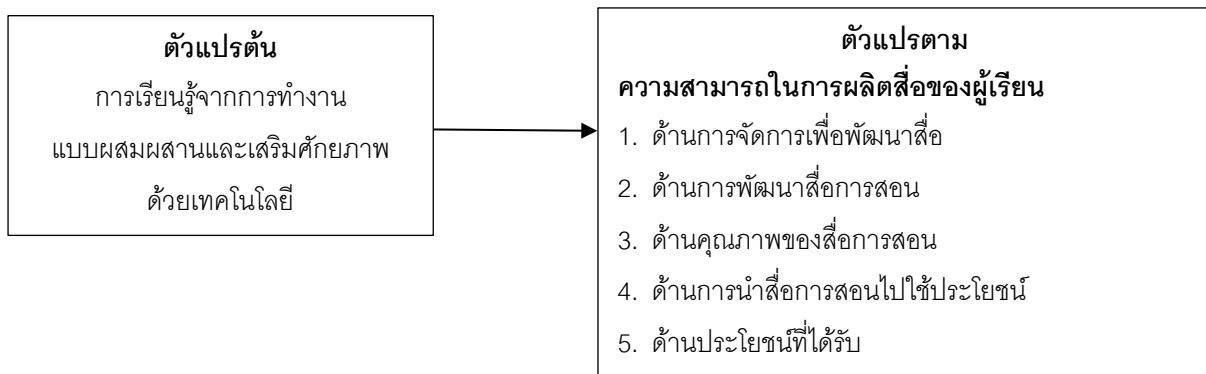 ตัวแปรต้น
การเรียนรู้จากการทำงาน
แบบผสมผสานและเสริมศักยภาพ
ด้วยเทคโนโลยี
ตัวแปรตาม
ความสามารถในการผลิตสื่อของผู้เรียน
1. ด้านการจัดการเพื่อพัฒนาสื่อ
2. ด้านการพัฒนาสื่อการสอน
3. ด้านคุณภาพของสื่อการสอน
4. ด้านการนำสื่อการสอนไปใช้ประโยชน์
5. ด้านประโยชน์ที่ได้รับ